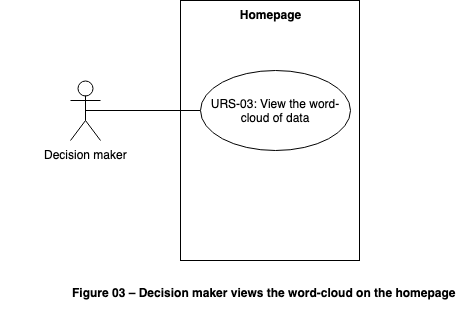 Homepage
URS-03: View the word-
cloud of data
Decision maker
Figure 03 – Decision maker views the word-cloud on the homepage